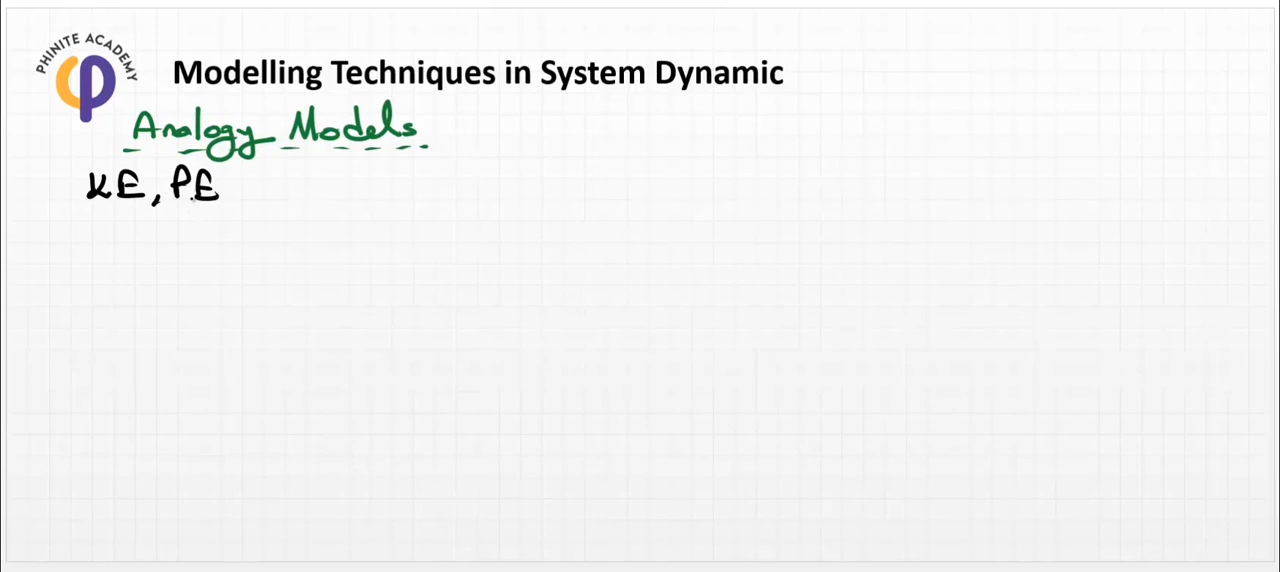 PHINITE ACADEMY
Modelling Techniques in System Dynamic
Analogy Models
KE, PE